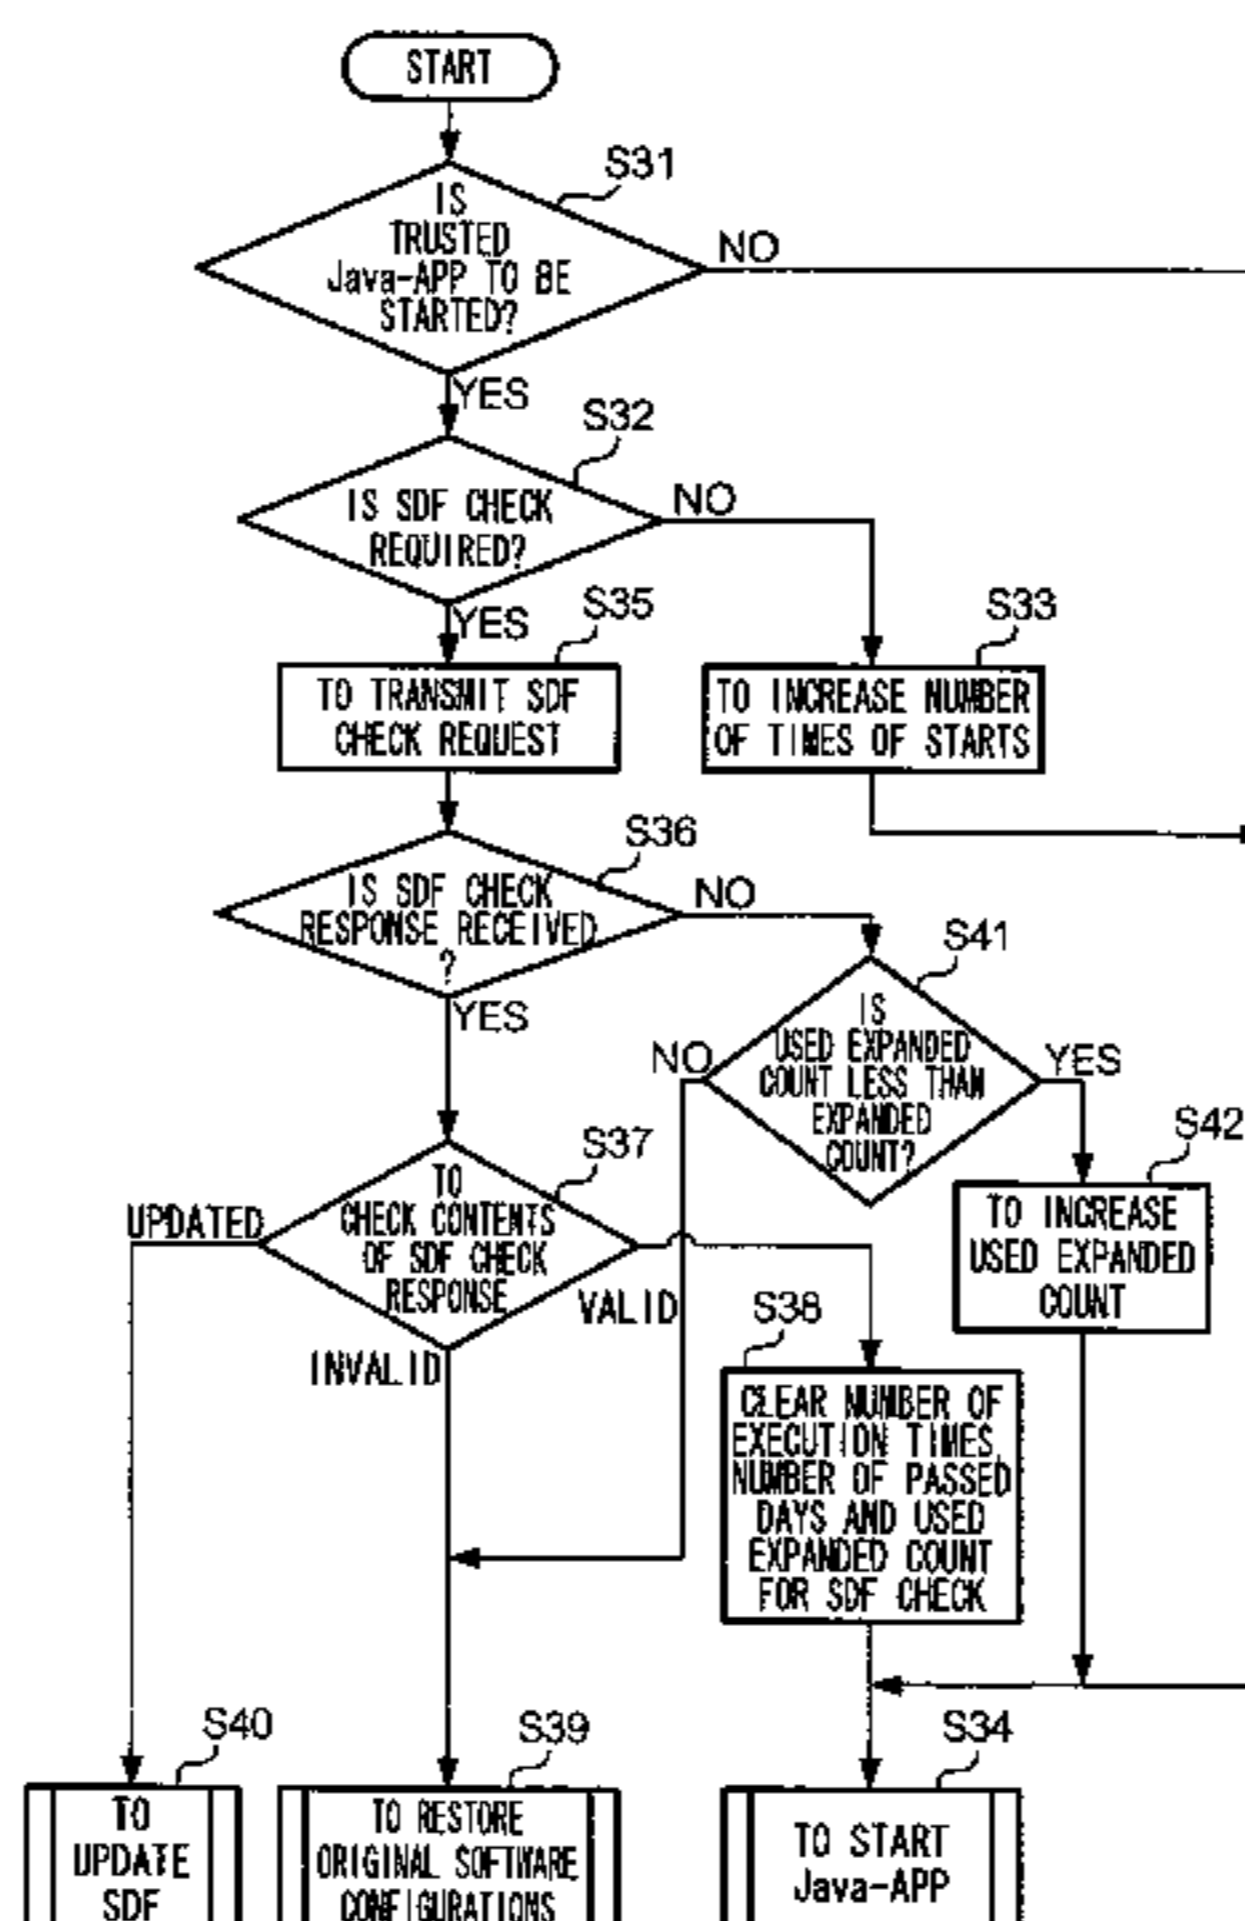 START
S31
IS
TRUSTED
Java-APP TO BE
STARTED?
NO
YES
S32
IS SDF CHECK
REQUIRED?
NO
YES
S35
TO TRANSMIT SDF
CHECK REQUEST
S33
TO INCREASE NUMBER
OF TIMES OF STARTS
S36
IS SDF CHECK
RESPONSE RECEIVED
?
NO
YES
S41
IS
USED EXPANDED
COUNT LESS THAN
EXPANDED
COUNT?
NO
YES
S42
TO INCREASE
USED EXPANDED
COUNT
S37
TO
CHECK CONTENTS
OF SDF CHECK
RESPONSE
UPDATED
VALID
INVALID
S38
CLEAR NUMBER OF
EXECUTION TIMES,
NUMBER OF PASSED
DAYS AND USED
EXPANDED COUNT
FOR SDF CHECK
S40
TO
UPDATE
SDF
S39
TO RESTORE
ORIGINAL SOFTWARE
CONFIGURATIONS
S34
TO START
Java-APP